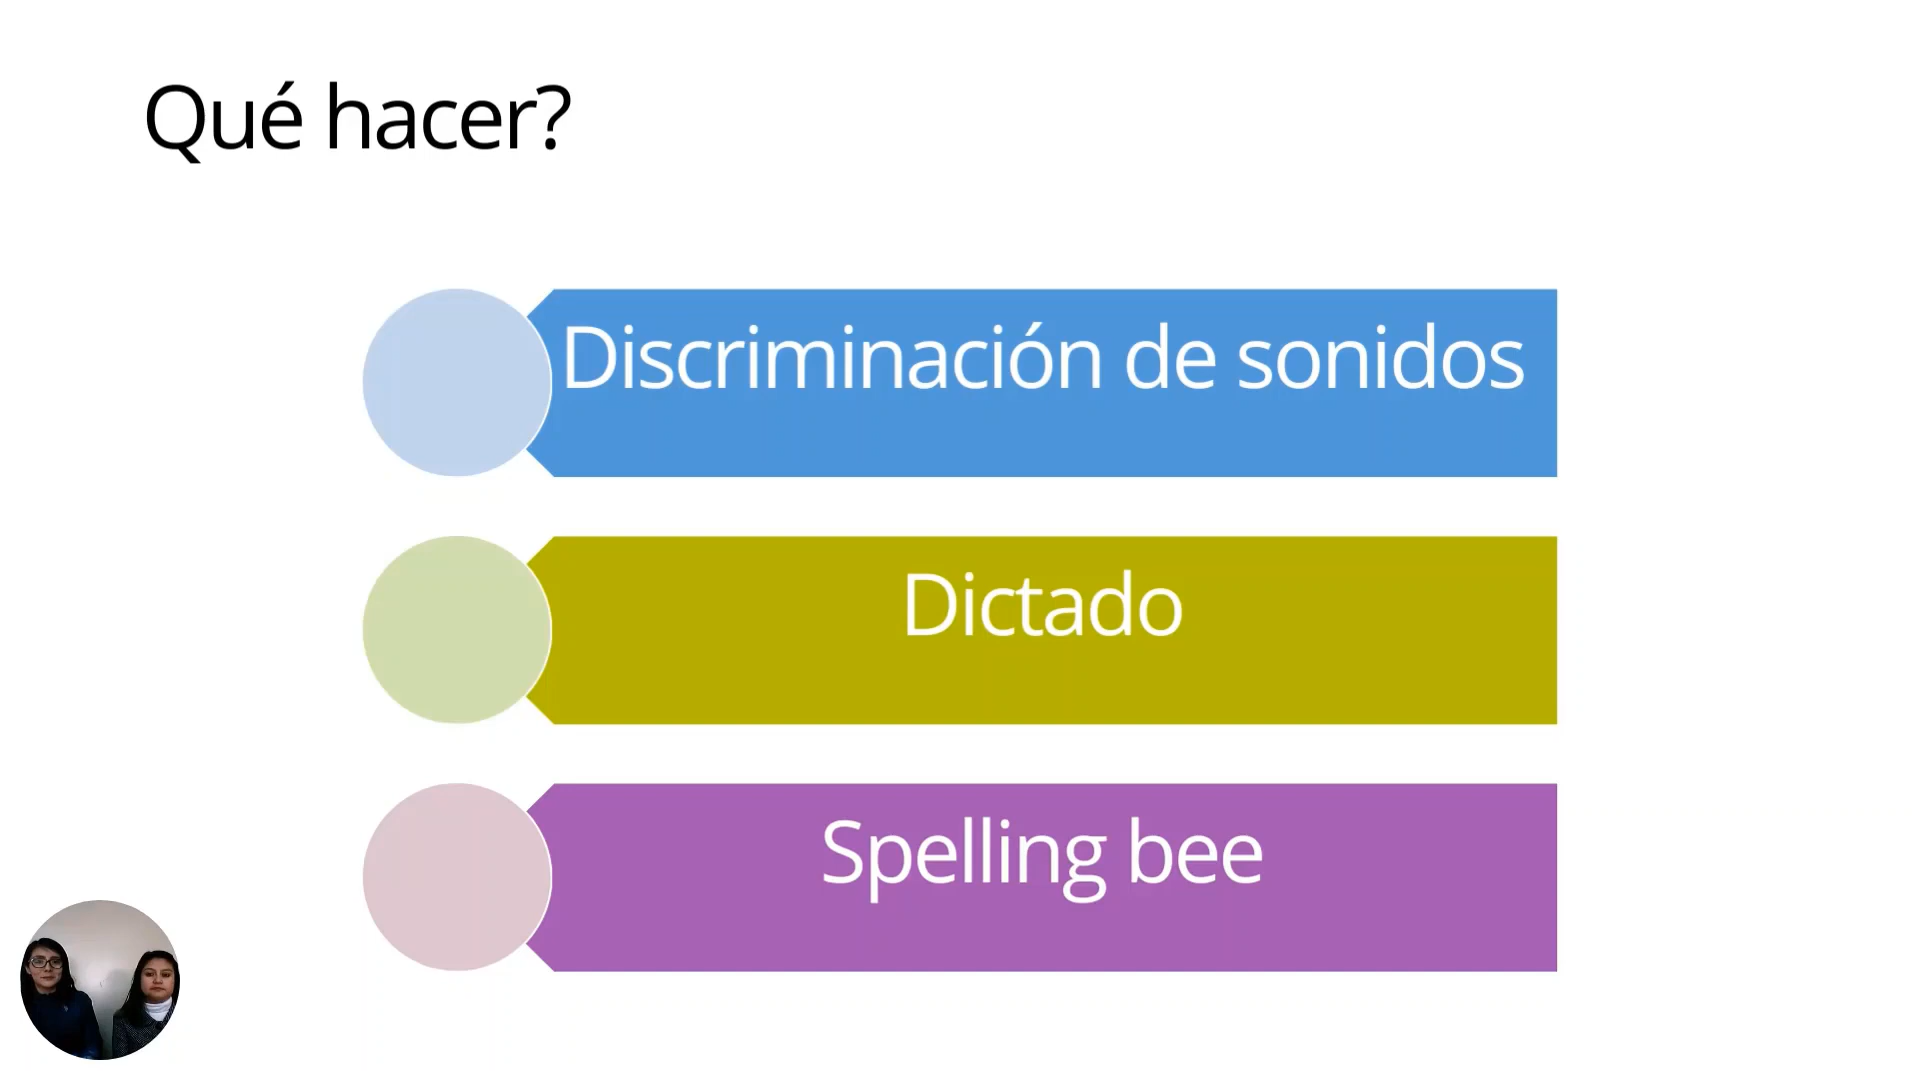 Qué hacer?
Discriminación de sonidos
Dictado
Spelling bee